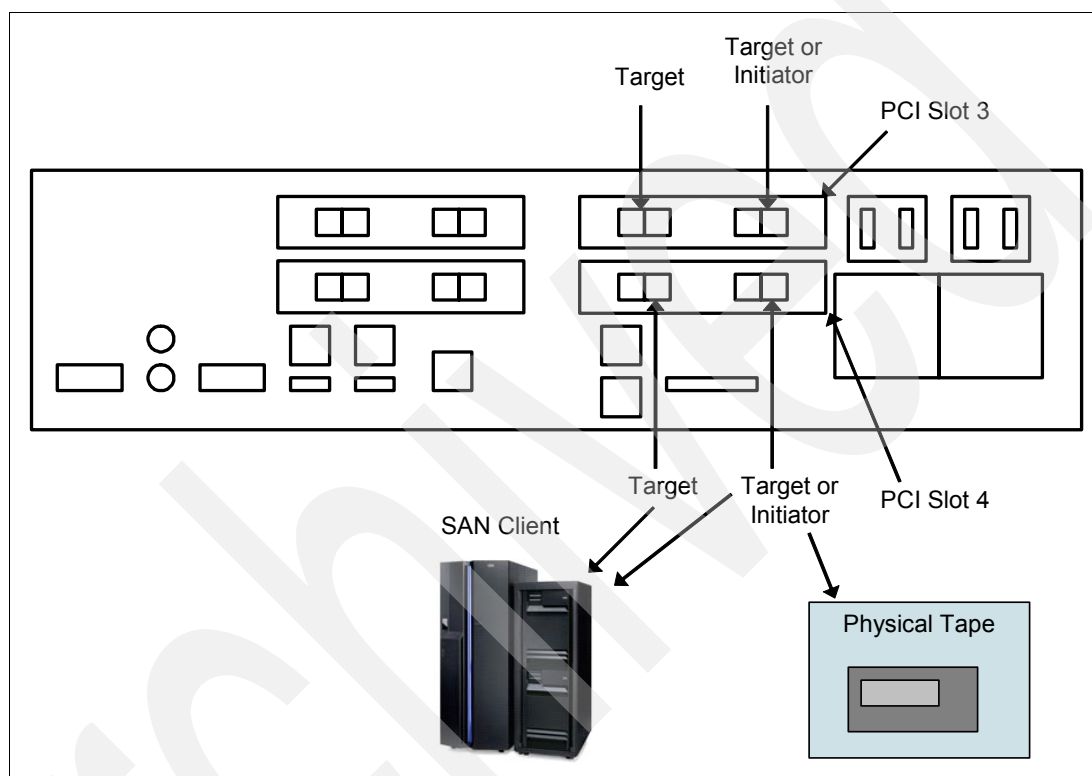 Target
Target or
Initiator
PCI Slot 3
Target
Target or
Initiator
PCI Slot 4
SAN Client
Physical Tape